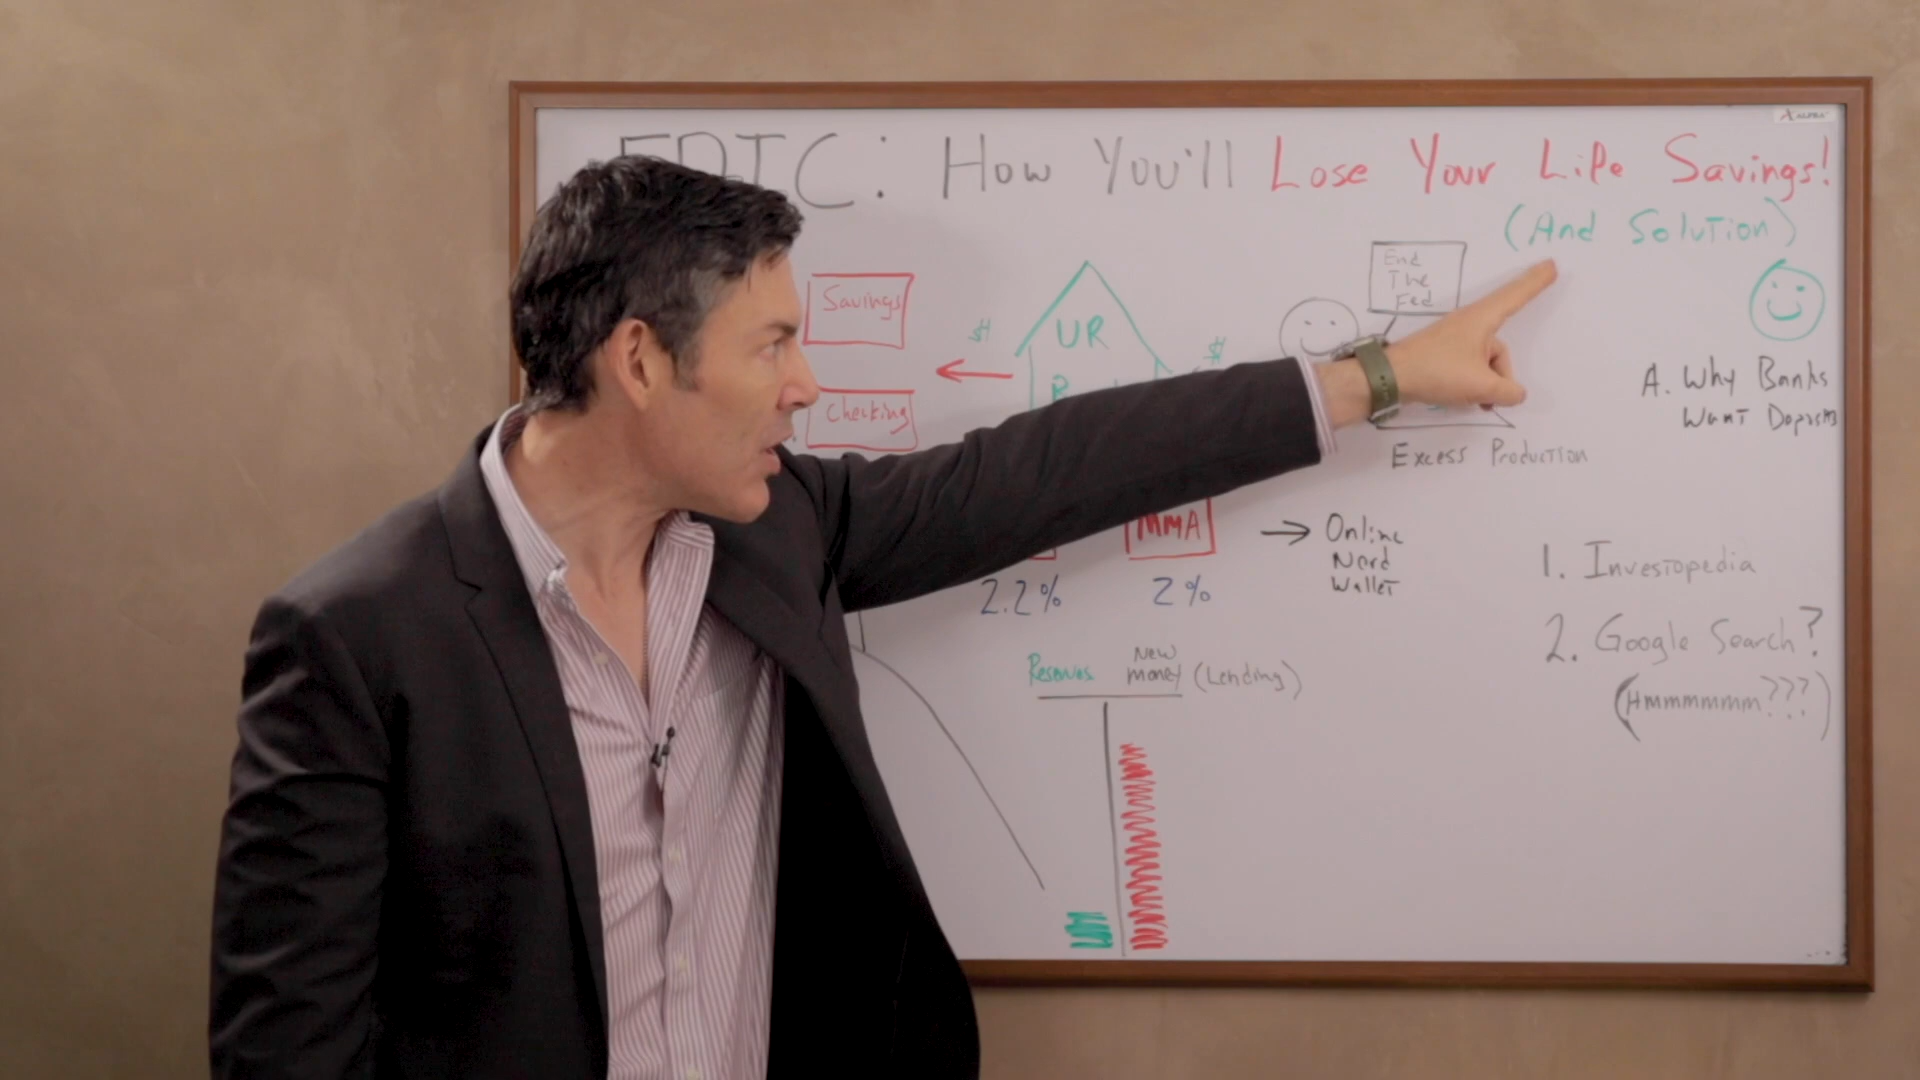 FDIC: How You'll Lose Your Life Savings!
(And Solution)
Savings
$
UR
$
End
The
Fed
Checking
A. Why Banks
Want Deposits
Excess Production
MMA
→ Online
Nerd
Wallet
2.2%
2%
1. Investopedia
2. Google Search?
(Hmmmmmm???)
Reserves
New
money (Lending)